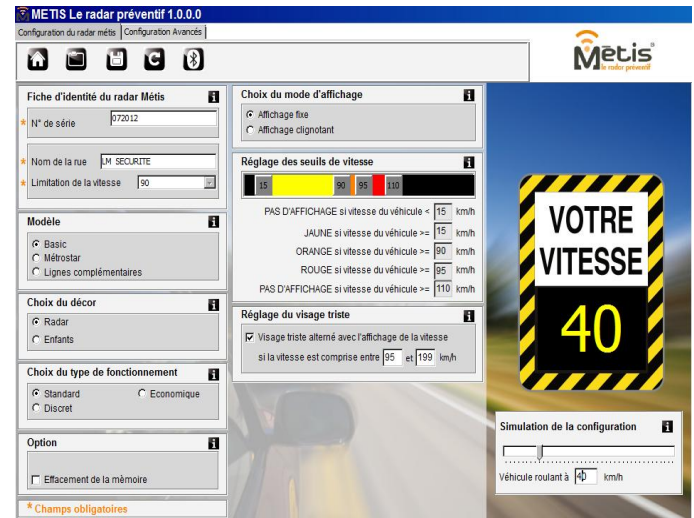 METIS Le radar préventif 1.0.0.0
Configuration du radar métis
Configuration Avancés
Mētis
le radar préventif
Fiche d'identité du radar Métis
* N° de série 072012
* Nom de la rue LM SECURITE
* Limitation de la vitesse 90
Modèle
Basic
Métrostar
Lignes complémentaires
Choix du décor
Radar
Enfants
Choix du type de fonctionnement
Standard
Economique
Discret
Option
Effacement de la mèmoire
* Champs obligatoires
Choix du mode d'affichage
Affichage fixe
Affichage clignotant
Réglage des seuils de vitesse
15 90 95 110
PAS D'AFFICHAGE si vitesse du véhicule < 15 km/h
JAUNE si vitesse du véhicule >= 15 km/h
ORANGE si vitesse du véhicule >= 90 km/h
ROUGE si vitesse du véhicule >= 95 km/h
PAS D'AFFICHAGE si vitesse du véhicule >= 110 km/h
Réglage du visage triste
Visage triste alterné avec l'affichage de la vitesse
si la vitesse est comprise entre 95 et 199 km/h
VOTRE
VITESSE
40
Simulation de la configuration
Véhicule roulant à 40 km/h